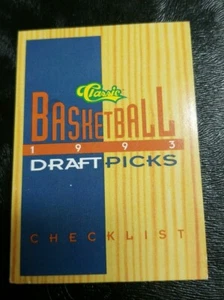 Classic
BASKETBALL
1993
DRAFT PICKS
CHECKLIST